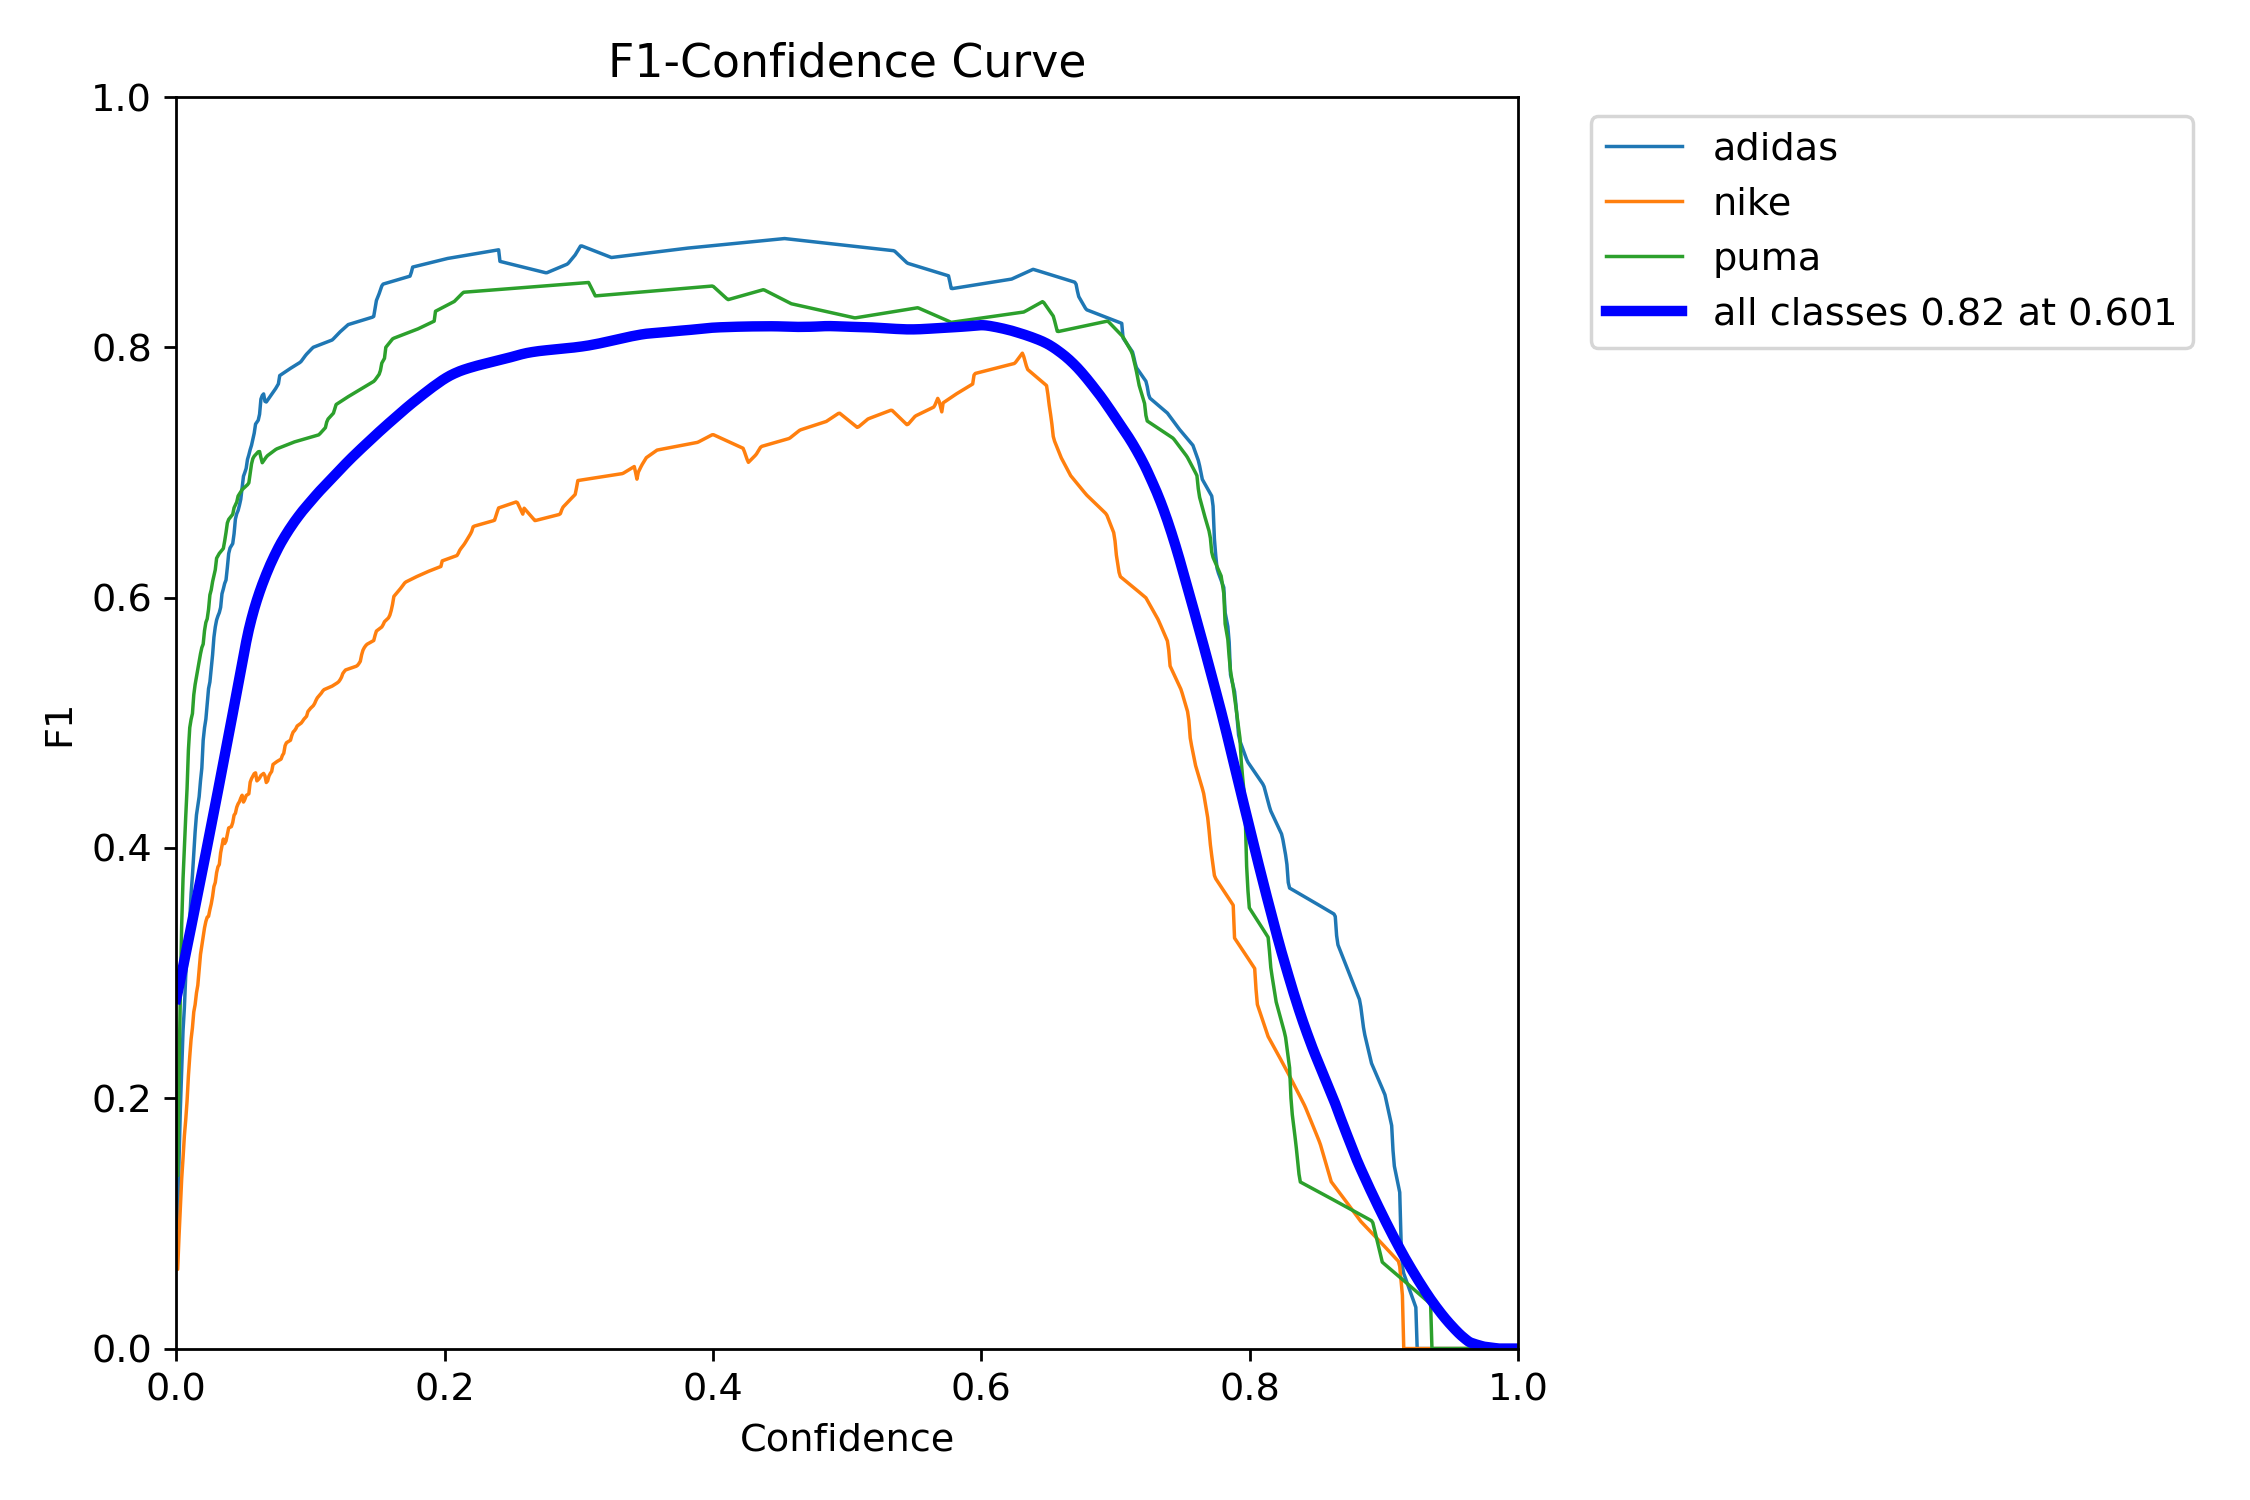 F1-Confidence Curve
1.0
0.8
0.6
0.4
0.2
0.0
F1
0.0 0.2 0.4 0.6 0.8 1.0
Confidence
adidas
nike
puma
all classes 0.82 at 0.601